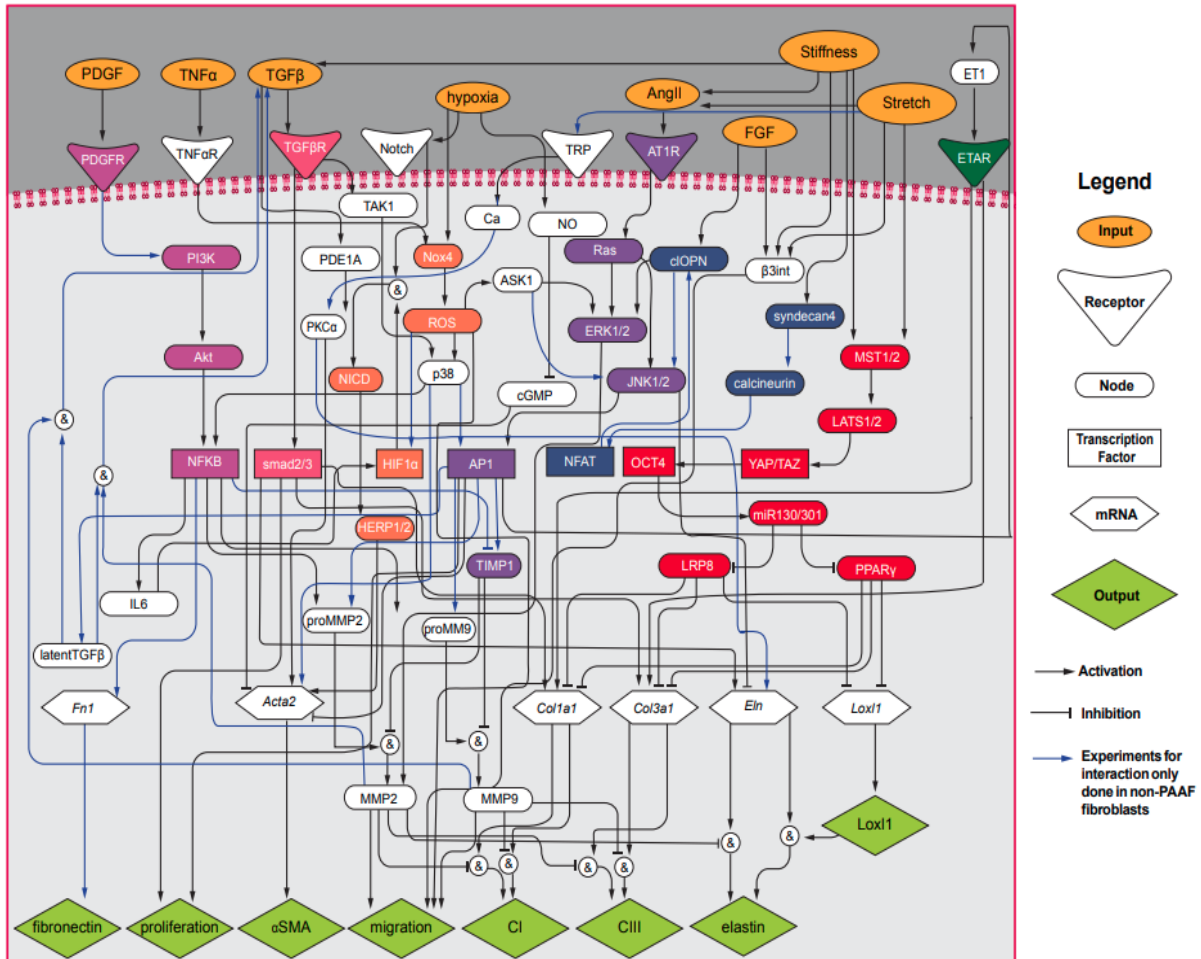 Stiffness
PDGF
TNFα
TGFβ
ET1
hypoxia
AngII
Stretch
FGF
PDGFR
TNFαR
TGFβR
Notch
TRP
AT1R
ETAR
TAK1
Ca
NO
PI3K
PDE1A
Nox4
Ras
clOPN
β3int
&
ASK1
PKCα
ROS
ERK1/2
syndecan4
Akt
NICD
p38
cGMP
JNK1/2
MST1/2
calcineurin
&
LATS1/2
NFKB
smad2/3
HIF1α
AP1
NFAT
OCT4
YAP/TAZ
&
HERP1/2
miR130/301
TIMP1
LRP8
PPARγ
IL6
proMMP2
proMM9
latentTGFβ
Fn1
Acta2
Col1a1
Col3a1
Eln
Loxl1
&
&
MMP2
MMP9
Loxl1
&
&
&
&
&
&
fibronectin
proliferation
αSMA
migration
CI
CIII
elastin
Legend
Input
Receptor
Node
Transcription
Factor
mRNA
Output
Activation
Inhibition
Experiments for
interaction only
done in non-PAAF
fibroblasts